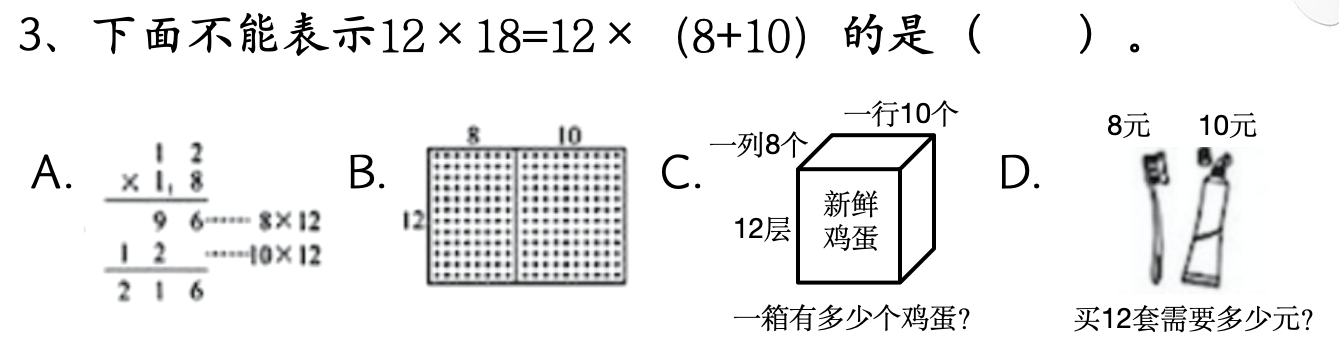 3、下面不能表示12×18=12×（8+10）的是（　　）。
A.
1 2
× 1 1 8
9 6······8×12
1 2 ······10×12
2 1 6
B.
8 10
12
C.
一行10个
一列8个
12层
新鲜
鸡蛋
一箱有多少个鸡蛋?
D.
8元 10元
买12套需要多少元?